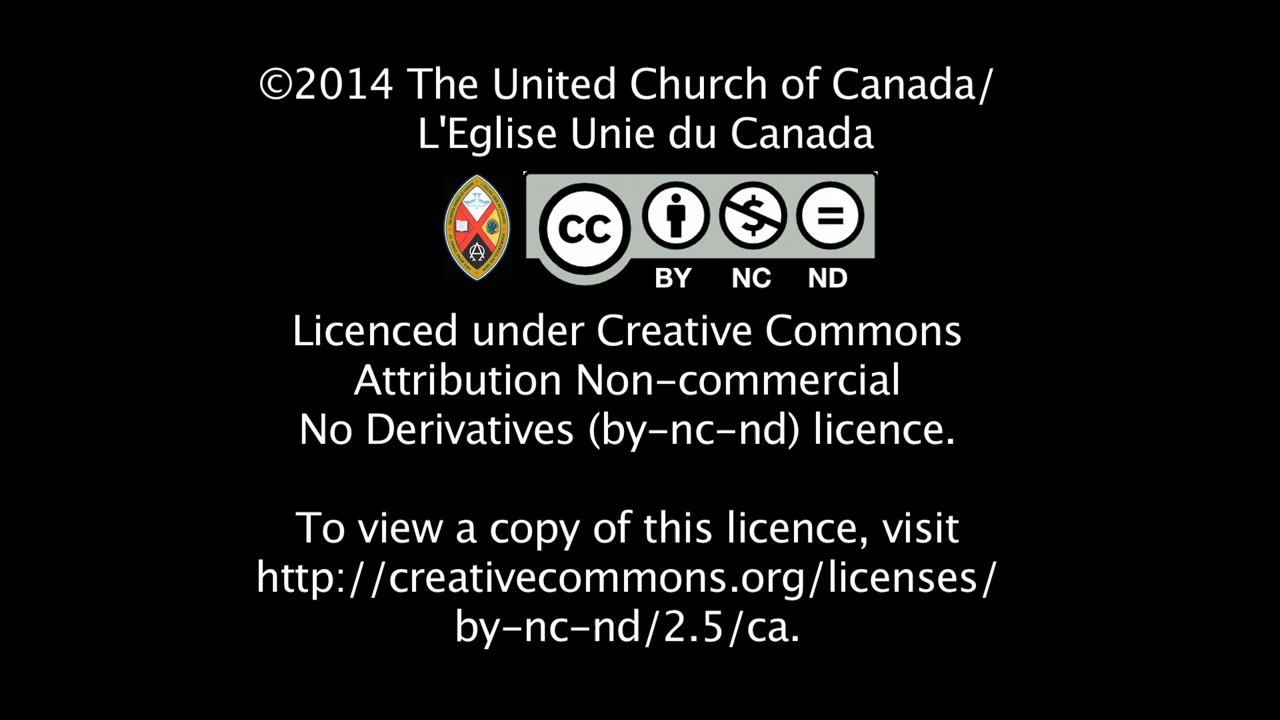 ©2014 The United Church of Canada/
L'Eglise Unie du Canada
CC
BY NC ND
Licenced under Creative Commons
Attribution Non-commercial
No Derivatives (by-nc-nd) licence.
To view a copy of this licence, visit
http://creativecommons.org/licenses/
by-nc-nd/2.5/ca.